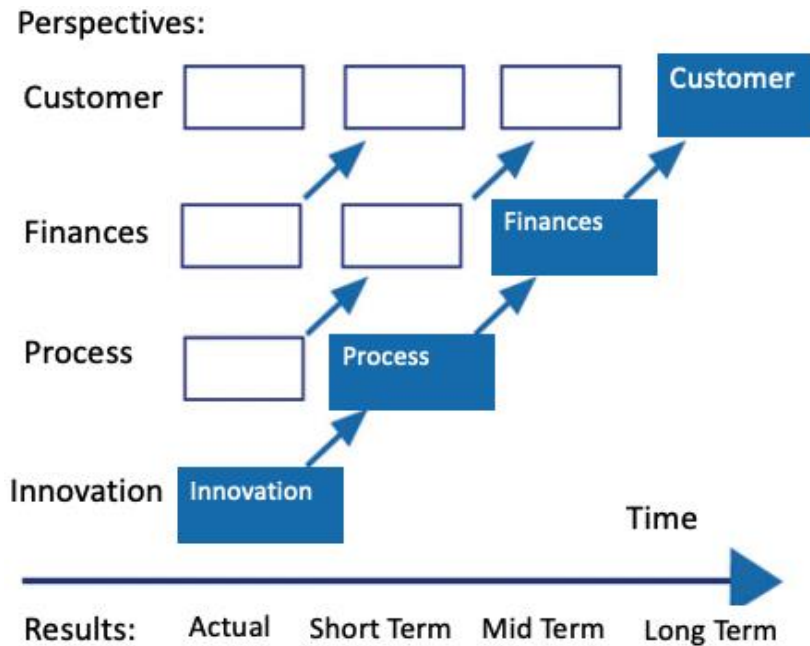 Perspectives:
Customer
Customer
Finances
Finances
Process
Process
Innovation
Innovation
Time
Results: Actual Short Term Mid Term Long Term